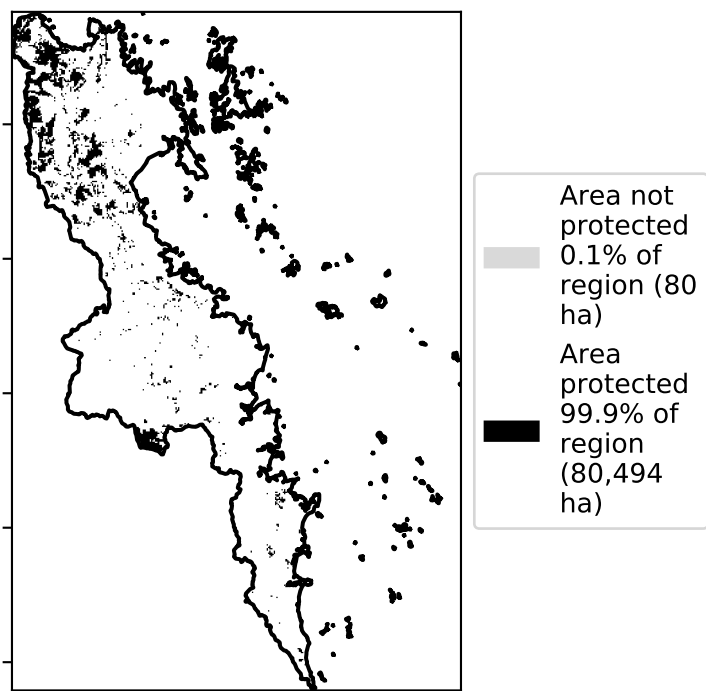 Area not
protected
0.1% of
region (80
ha)
Area
protected
99.9% of
region
(80,494
ha)